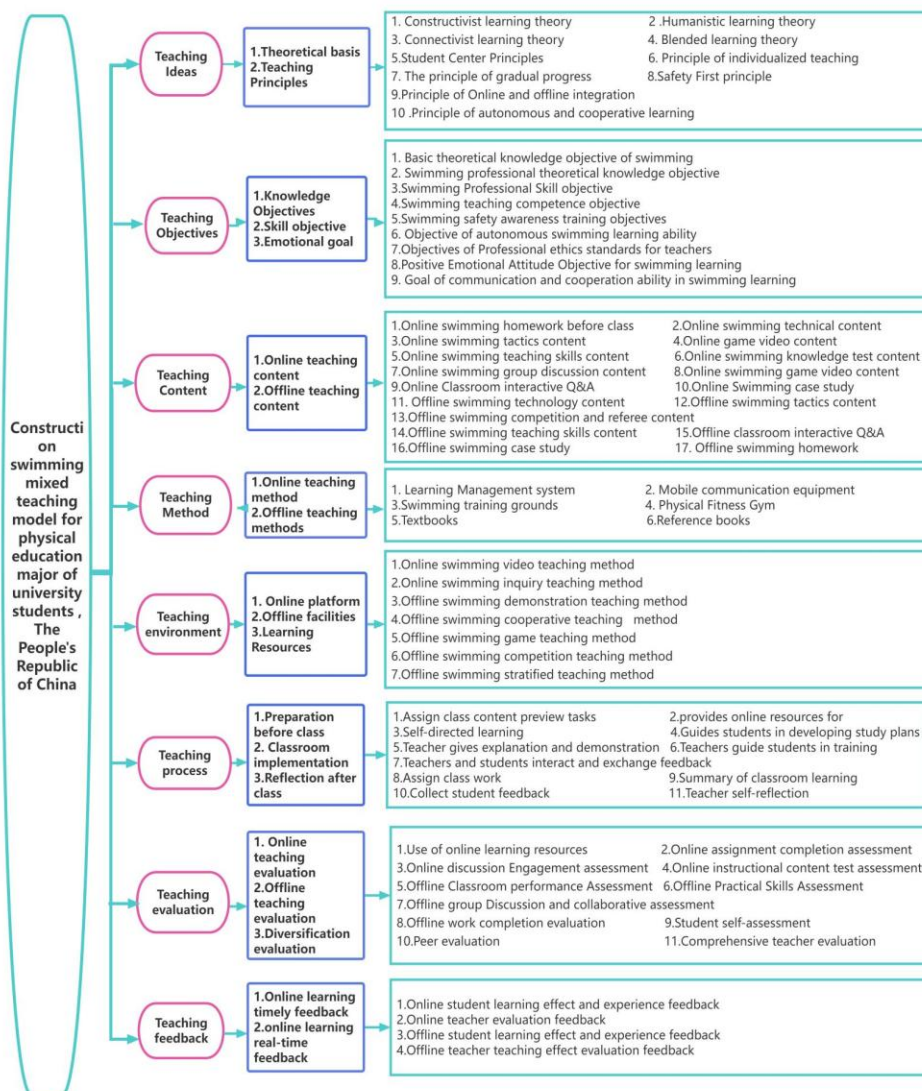 Constructi
on
swimming
mixed
teaching
model for
physical
education
major of
university
students ,
The
People's
Republic
of China
Teaching
Ideas
1.Theoretical basis
2.Teaching
Principles
1. Constructivist learning theory 2 .Humanistic learning theory
3. Connectivist learning theory 4. Blended learning theory
5.Student Center Principles 6. Principle of individualized teaching
7. The principle of gradual progress 8.Safety First principle
9.Principle of Online and offline integration
10 .Principle of autonomous and cooperative learning
Teaching
Objectives
1.Knowledge
Objectives
2.Skill objective
3.Emotional goal
1. Basic theoretical knowledge objective of swimming
2. Swimming professional theoretical knowledge objective
3.Swimming Professional Skill objective
4.Swimming teaching competence objective
5.Swimming safety awareness training objectives
6. Objective of autonomous swimming learning ability
7.Objectives of Professional ethics standards for teachers
8.Positive Emotional Attitude Objective for swimming learning
9. Goal of communication and cooperation ability in swimming learning
Teaching
Content
1.Online teaching
content
2.Offline teaching
content
1.Online swimming homework before class 2.Online swimming technical content
3.Online swimming tactics content 4.Online game video content
5.Online swimming teaching skills content 6.Online swimming knowledge test content
7.Online swimming group discussion content 8.Online swimming game video content
9.Online Classroom interactive Q&A 10.Online Swimming case study
11. Offline swimming technology content 12.Offline swimming tactics content
13.Offline swimming competition and referee content
14.Offline swimming teaching skills content 15.Offline classroom interactive Q&A
16.Offline swimming case study 17. Offline swimming homework
Teaching
Method
1.Online teaching
method
2.Offline teaching
methods
1. Learning Management system 2. Mobile communication equipment
3.Swimming training grounds 4. Physical Fitness Gym
5.Textbooks 6.Reference books
Teaching
environment
1. Online platform
2.Offline facilities
3.Learning
Resources
1.Online swimming video teaching method
2.Online swimming inquiry teaching method
3.Offline swimming demonstration teaching method
4.Offline swimming cooperative teaching method
5.Offline swimming game teaching method
6.Offline swimming competition teaching method
7.Offline swimming stratified teaching method
Teaching
process
1.Preparation
before class
2. Classroom
implementation
3.Reflection after
class
1.Assign class content preview tasks 2.provides online resources for
3.Self-directed learning 4.Guides students in developing study plans
5.Teacher gives explanation and demonstration 6.Teachers guide students in training
7.Teachers and students interact and exchange feedback
8.Assign class work 9.Summary of classroom learning
10.Collect student feedback 11.Teacher self-reflection
Teaching
evaluation
1. Online
teaching
evaluation
2.Offline
teaching
evaluation
3.Diversification
evaluation
1.Use of online learning resources 2.Online assignment completion assessment
3.Online discussion Engagement assessment 4.Online instructional content test assessment
5.Offline Classroom performance Assessment 6.Offline Practical Skills Assessment
7.Offline group Discussion and collaborative assessment
8.Offline work completion evaluation 9.Student self-assessment
10.Peer evaluation 11.Comprehensive teacher evaluation
Teaching
feedback
1.Online learning
timely feedback
2.online learning
real-time
feedback
1.Online student learning effect and experience feedback
2.Online teacher evaluation feedback
3.Offline student learning effect and experience feedback
4.Offline teacher teaching effect evaluation feedback